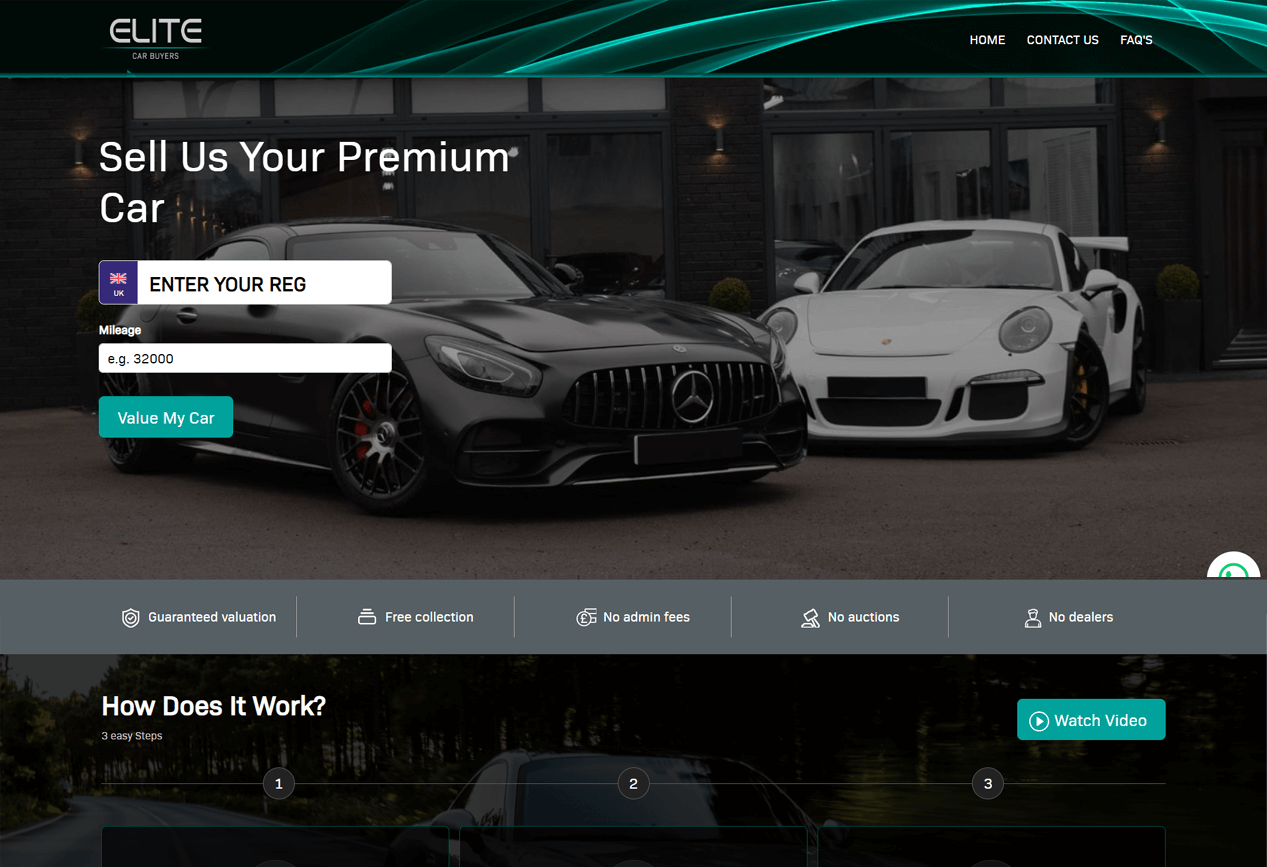 ELITE
CAR BUYERS
HOME CONTACT US FAQ'S
Sell Us Your Premium
Car
UK
ENTER YOUR REG
Mileage
e.g. 32000
Value My Car
Guaranteed valuation
Free collection
No admin fees
No auctions
No dealers
How Does It Work?
3 easy Steps
Watch Video
1 2 3